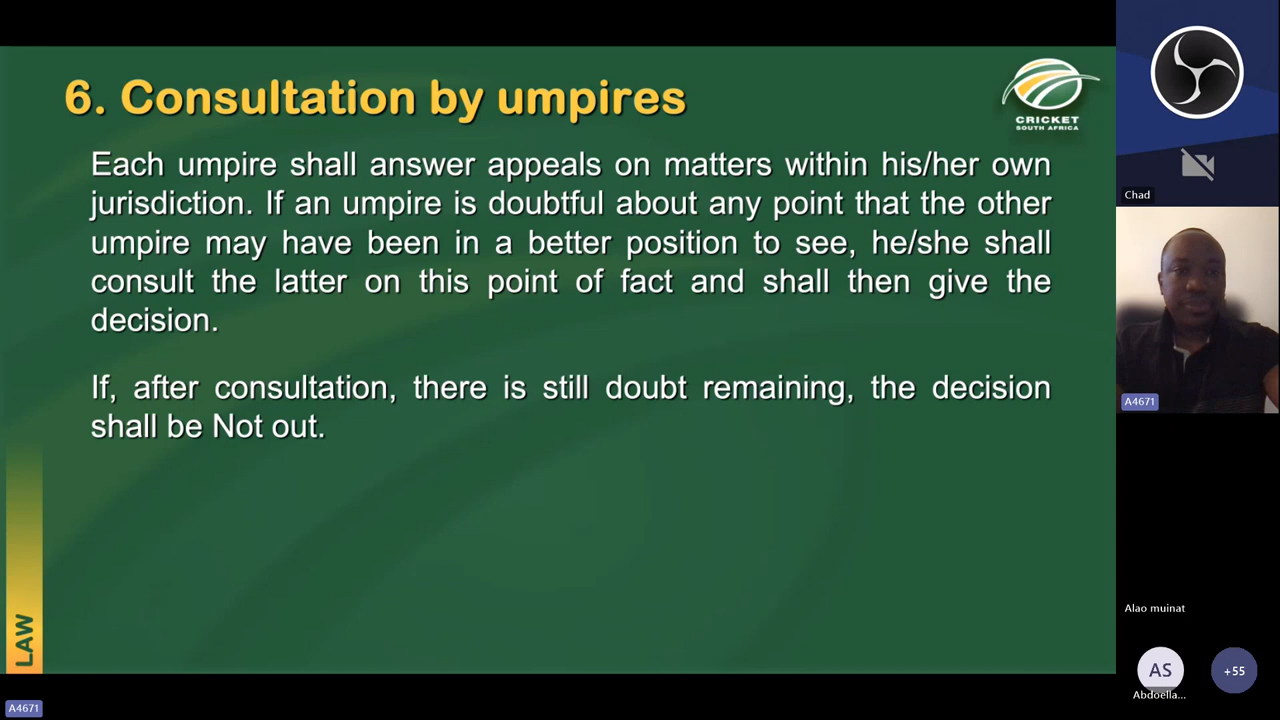 6. Consultation by umpires
CRICKET
SOUTH AFRICA
Each umpire shall answer appeals on matters within his/her own
jurisdiction. If an umpire is doubtful about any point that the other
umpire may have been in a better position to see, he/she shall
consult the latter on this point of fact and shall then give the
decision.
If, after consultation, there is still doubt remaining, the decision
shall be Not out.
LAW
A4671
Chad
A4671
Alao muinat
AS
Abdoella...
+55